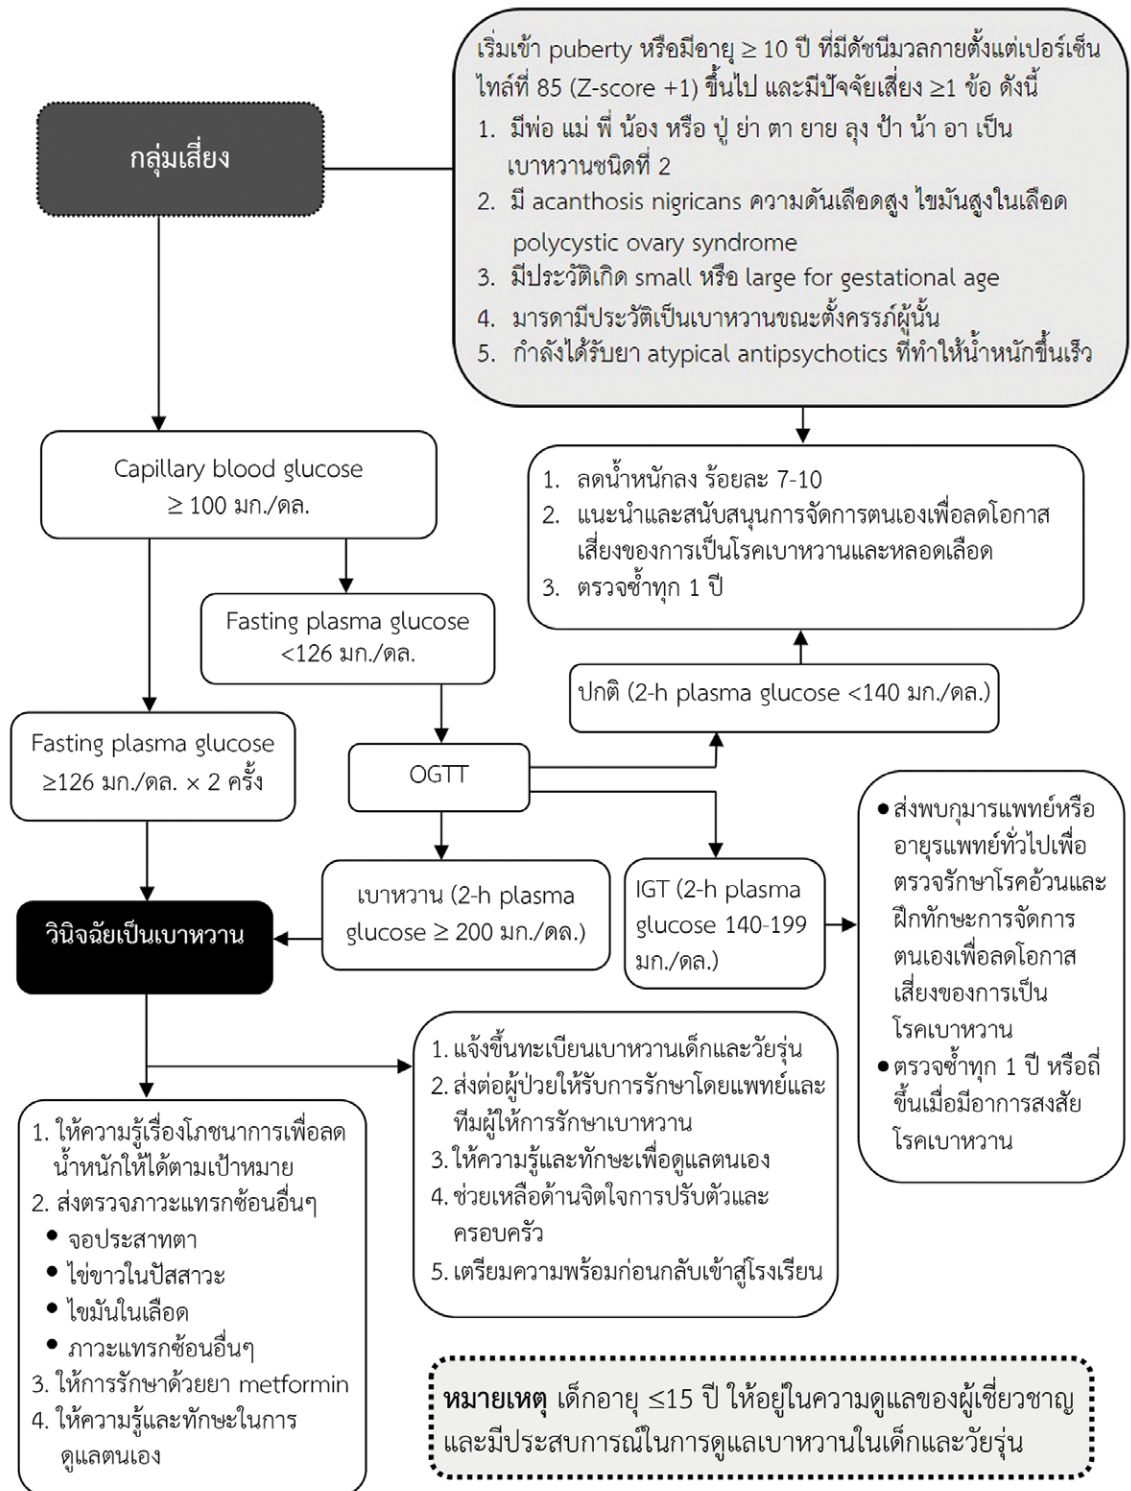 กลุ่มเสี่ยง
เริ่มเข้า puberty หรือมีอายุ ≥ 10 ปี ที่มีดัชนีมวลกายตั้งแต่เปอร์เซ็น
ไทล์ที่ 85 (Z-score +1) ขึ้นไป และมีปัจจัยเสี่ยง ≥1 ข้อ ดังนี้
1. มีพ่อ แม่ พี่ น้อง หรือ ปู่ ย่า ตา ยาย ลุง ป้า น้า อา เป็น
เบาหวานชนิดที่ 2
2. มี acanthosis nigricans ความดันเลือดสูง ไขมันสูงในเลือด
polycystic ovary syndrome
3. มีประวัติเกิด small หรือ large for gestational age
4. มารดามีประวัติเป็นเบาหวานขณะตั้งครรภ์ผู้นั้น
5. กำลังได้รับยา atypical antipsychotics ที่ทำให้น้ำหนักขึ้นเร็ว
Capillary blood glucose
≥ 100 มก./ดล.
1. ลดน้ำหนักลง ร้อยละ 7-10
2. แนะนำและสนับสนุนการจัดการตนเองเพื่อลดโอกาส
เสี่ยงของการเป็นโรคเบาหวานและหลอดเลือด
3. ตรวจซ้ำทุก 1 ปี
Fasting plasma glucose
<126 มก./ดล.
ปกติ (2-h plasma glucose <140 มก./ดล.)
Fasting plasma glucose
≥126 มก./ดล. × 2 ครั้ง
OGTT
เบาหวาน (2-h plasma
glucose ≥ 200 มก./ดล.)
IGT (2-h plasma
glucose 140-199
มก./ดล.)
● ส่งพบกุมารแพทย์หรือ
อายุรแพทย์ทั่วไปเพื่อ
ตรวจรักษาโรคอ้วนและ
ฝึกทักษะการจัดการ
ตนเองเพื่อลดโอกาส
เสี่ยงของการเป็น
โรคเบาหวาน
● ตรวจซ้ำทุก 1 ปี หรือถี่
ขึ้นเมื่อมีอาการสงสัย
โรคเบาหวาน
วินิจฉัยเป็นเบาหวาน
1. แจ้งขึ้นทะเบียนเบาหวานเด็กและวัยรุ่น
2. ส่งต่อผู้ป่วยให้รับการรักษาโดยแพทย์และ
ทีมผู้ให้การรักษาเบาหวาน
3. ให้ความรู้และทักษะเพื่อดูแลตนเอง
4. ช่วยเหลือด้านจิตใจการปรับตัวและ
ครอบครัว
5. เตรียมความพร้อมก่อนกลับเข้าสู่โรงเรียน
1. ให้ความรู้เรื่องโภชนาการเพื่อลด
น้ำหนักให้ได้ตามเป้าหมาย
2. ส่งตรวจภาวะแทรกซ้อนอื่นๆ
● จอประสาทตา
● ไข่ขาวในปัสสาวะ
● ไขมันในเลือด
● ภาวะแทรกซ้อนอื่นๆ
3. ให้การรักษาด้วยยา metformin
4. ให้ความรู้และทักษะในการ
ดูแลตนเอง
หมายเหตุ เด็กอายุ ≤15 ปี ให้อยู่ในความดูแลของผู้เชี่ยวชาญ
และมีประสบการณ์ในการดูแลเบาหวานในเด็กและวัยรุ่น